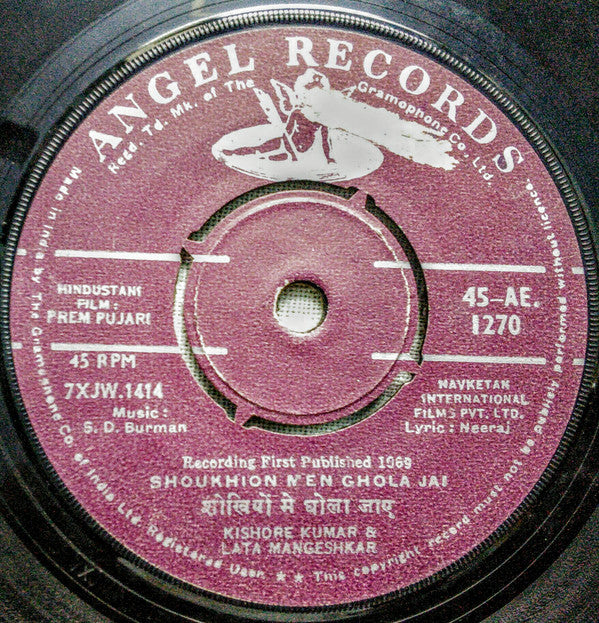 ANGEL RECORDS
Regd. Td. Mk. of The Gramophone Co., Ltd.
HINDUSTANI
FILM :
PREM PUJARI
45-AE.
1270
45 RPM
7XJW.1414
Music :
S. D. Burman
NAVKETAN
INTERNATIONAL
FILMS PVT. LTD.
Lyric : Neeraj
Recording First Published 1969
SHOUKHION MEN GHOLA JAI
शोखियों मे घोला जाए
KISHORE KUMAR &
LATA MANGESHKAR
Made in India by The Gramophone Co. of India Ltd. Registered User ★ ★ This copyright record must not be publicly performed without licence.